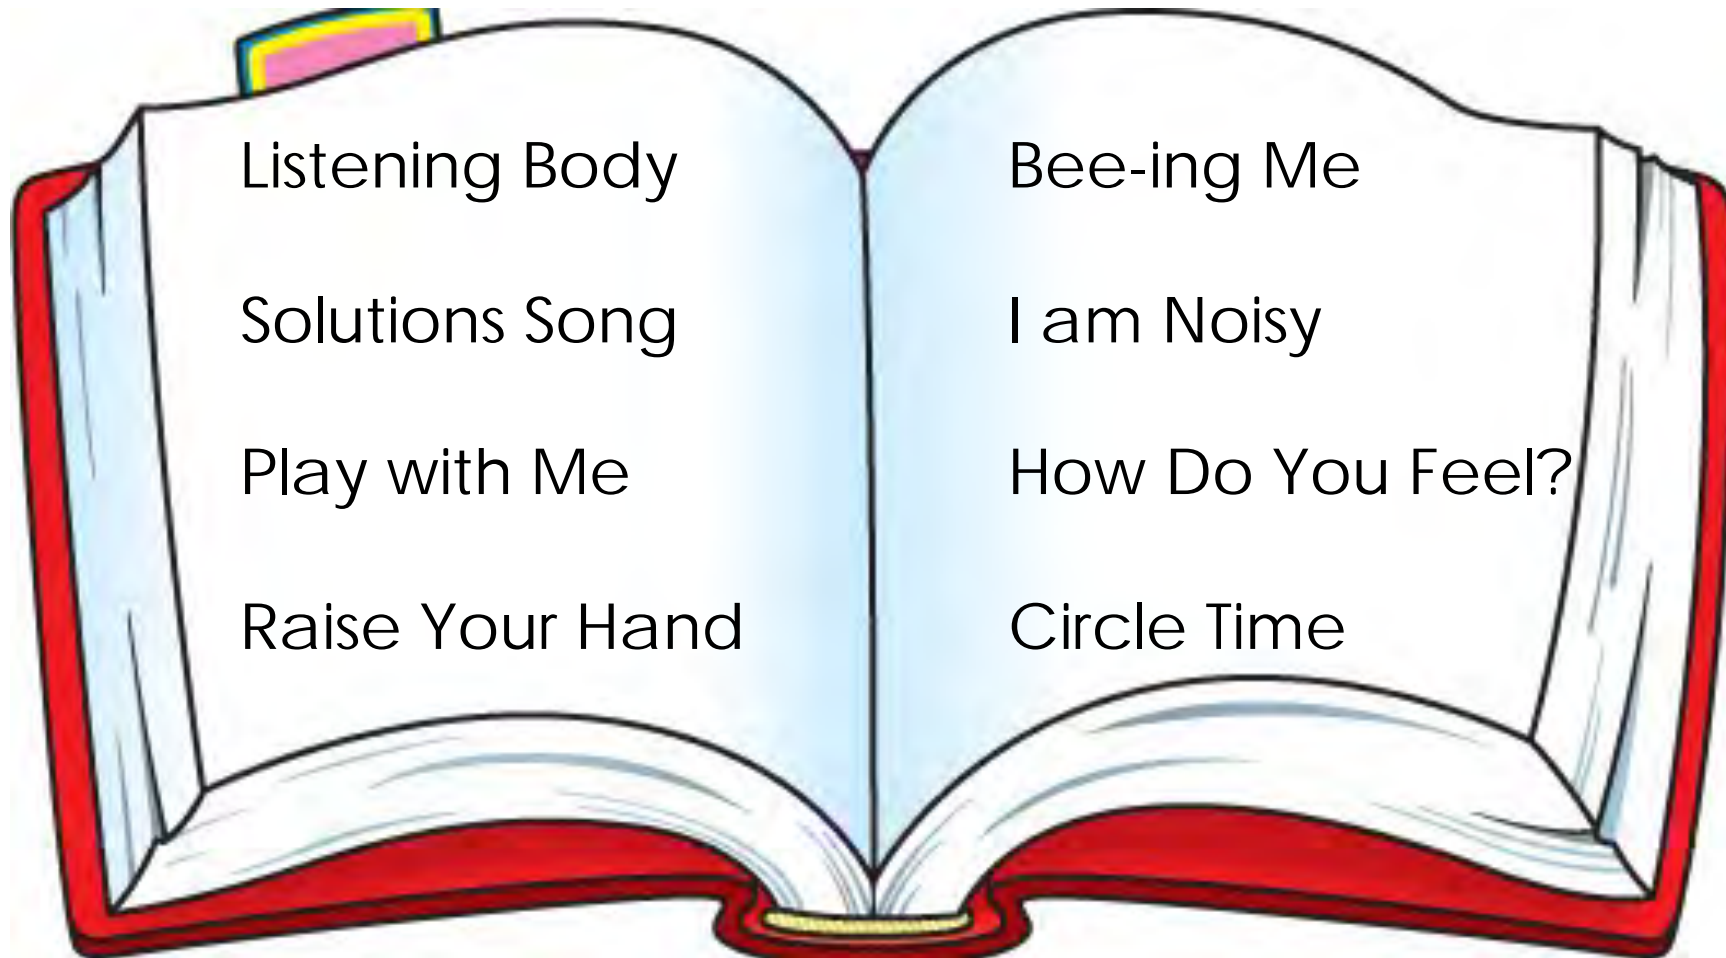 Listening Body
Solutions Song
Play with Me
Raise Your Hand
Bee-ing Me
I am Noisy
How Do You Feel?
Circle Time